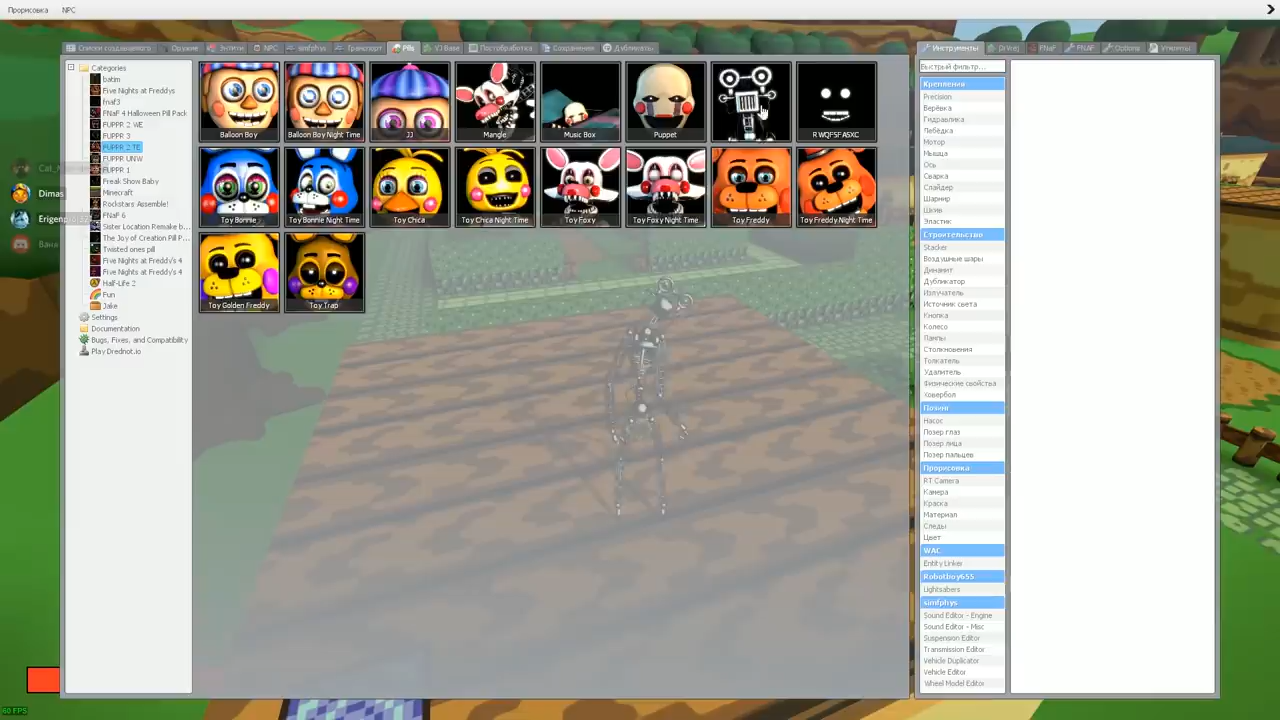 Прорисовка NPC
Списки создаваемого Оружие Энтити NPC simfphys Транспорт Pills VJ Base Постобработка Сохранения Дубликаты
Инструменты DrVrej FNaF FNAF Options Утилиты
Categories
batim
Five Nights at Freddys
fnaf3
FNaF 4 Halloween Pill Pack
FUPPR 2 WE
FUPPR 3
FUPPR 2 TE
FUPPR UNW
FUPPR 1
Freak Show Baby
Minecraft
Rockstars Assemble!
FNaF 6
Sister Location Remake b...
The Joy of Creation Pill P...
Twisted ones pill
Five Nights at Freddy's 4
Five Nights at Freddy's 4
Half-Life 2
Fun
Jake
Settings
Documentation
Bugs, Fixes, and Compatibility
Play Drednot.io
Dimas
Erigenpro
Вана
Balloon Boy
Balloon Boy Night Time
JJ
Mangle
Music Box
Puppet
RWQFSFASXC
Toy Bonnie
Toy Bonnie Night Time
Toy Chica
Toy Chica Night Time
Toy Foxy
Toy Foxy Night Time
Toy Freddy
Toy Freddy Night Time
Toy Golden Freddy
Toy Trap
Быстрый фильтр...
Крепления
Precision
Верёвка
Гидравлика
Лебёдка
Мотор
Мышца
Ось
Сварка
Слайдер
Шарнир
Шкив
Эластик
Строительство
Stacker
Воздушные шары
Динамит
Дубликатор
Излучатель
Источник света
Кнопка
Колесо
Лампы
Столкновения
Толкатель
Удалитель
Физические свойства
Ховербол
Позинг
Насос
Позер глаз
Позер лица
Позер пальцев
Прорисовка
RT Camera
Камера
Краска
Материал
Следы
Цвет
WAC
Entity Linker
Robotboy655
Lightsabers
simfphys
Sound Editor - Engine
Sound Editor - Misc
Suspension Editor
Transmission Editor
Vehicle Duplicator
Vehicle Editor
Wheel Model Editor
60 FPS